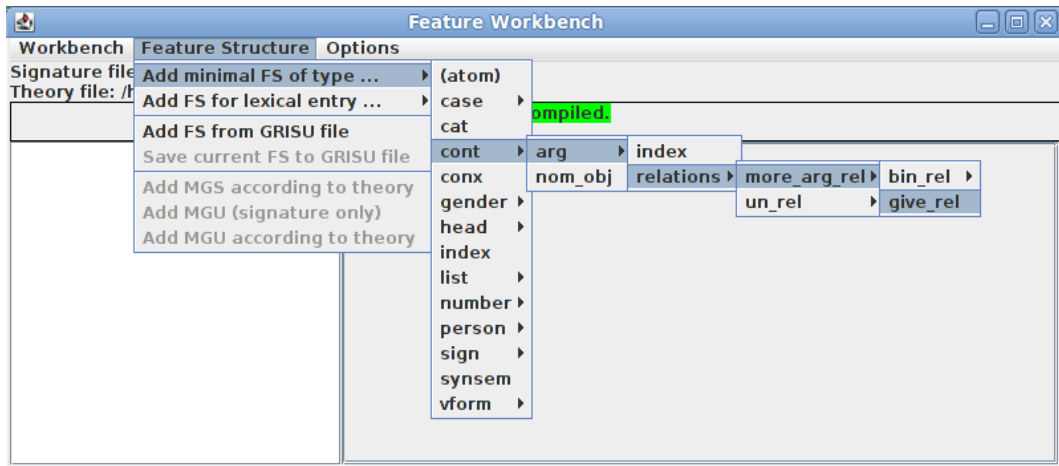 Feature Workbench
Workbench Feature Structure Options
Signature file
Theory file: /h
ompiled.
Add minimal FS of type ...
Add FS for lexical entry ...
Add FS from GRISU file
Save current FS to GRISU file
Add MGS according to theory
Add MGU (signature only)
Add MGU according to theory
(atom)
case
cat
cont
conx
gender
head
index
list
number
person
sign
synsem
vform
arg
nom_obj
index
relations
more_arg_rel
un_rel
bin_rel
give_rel